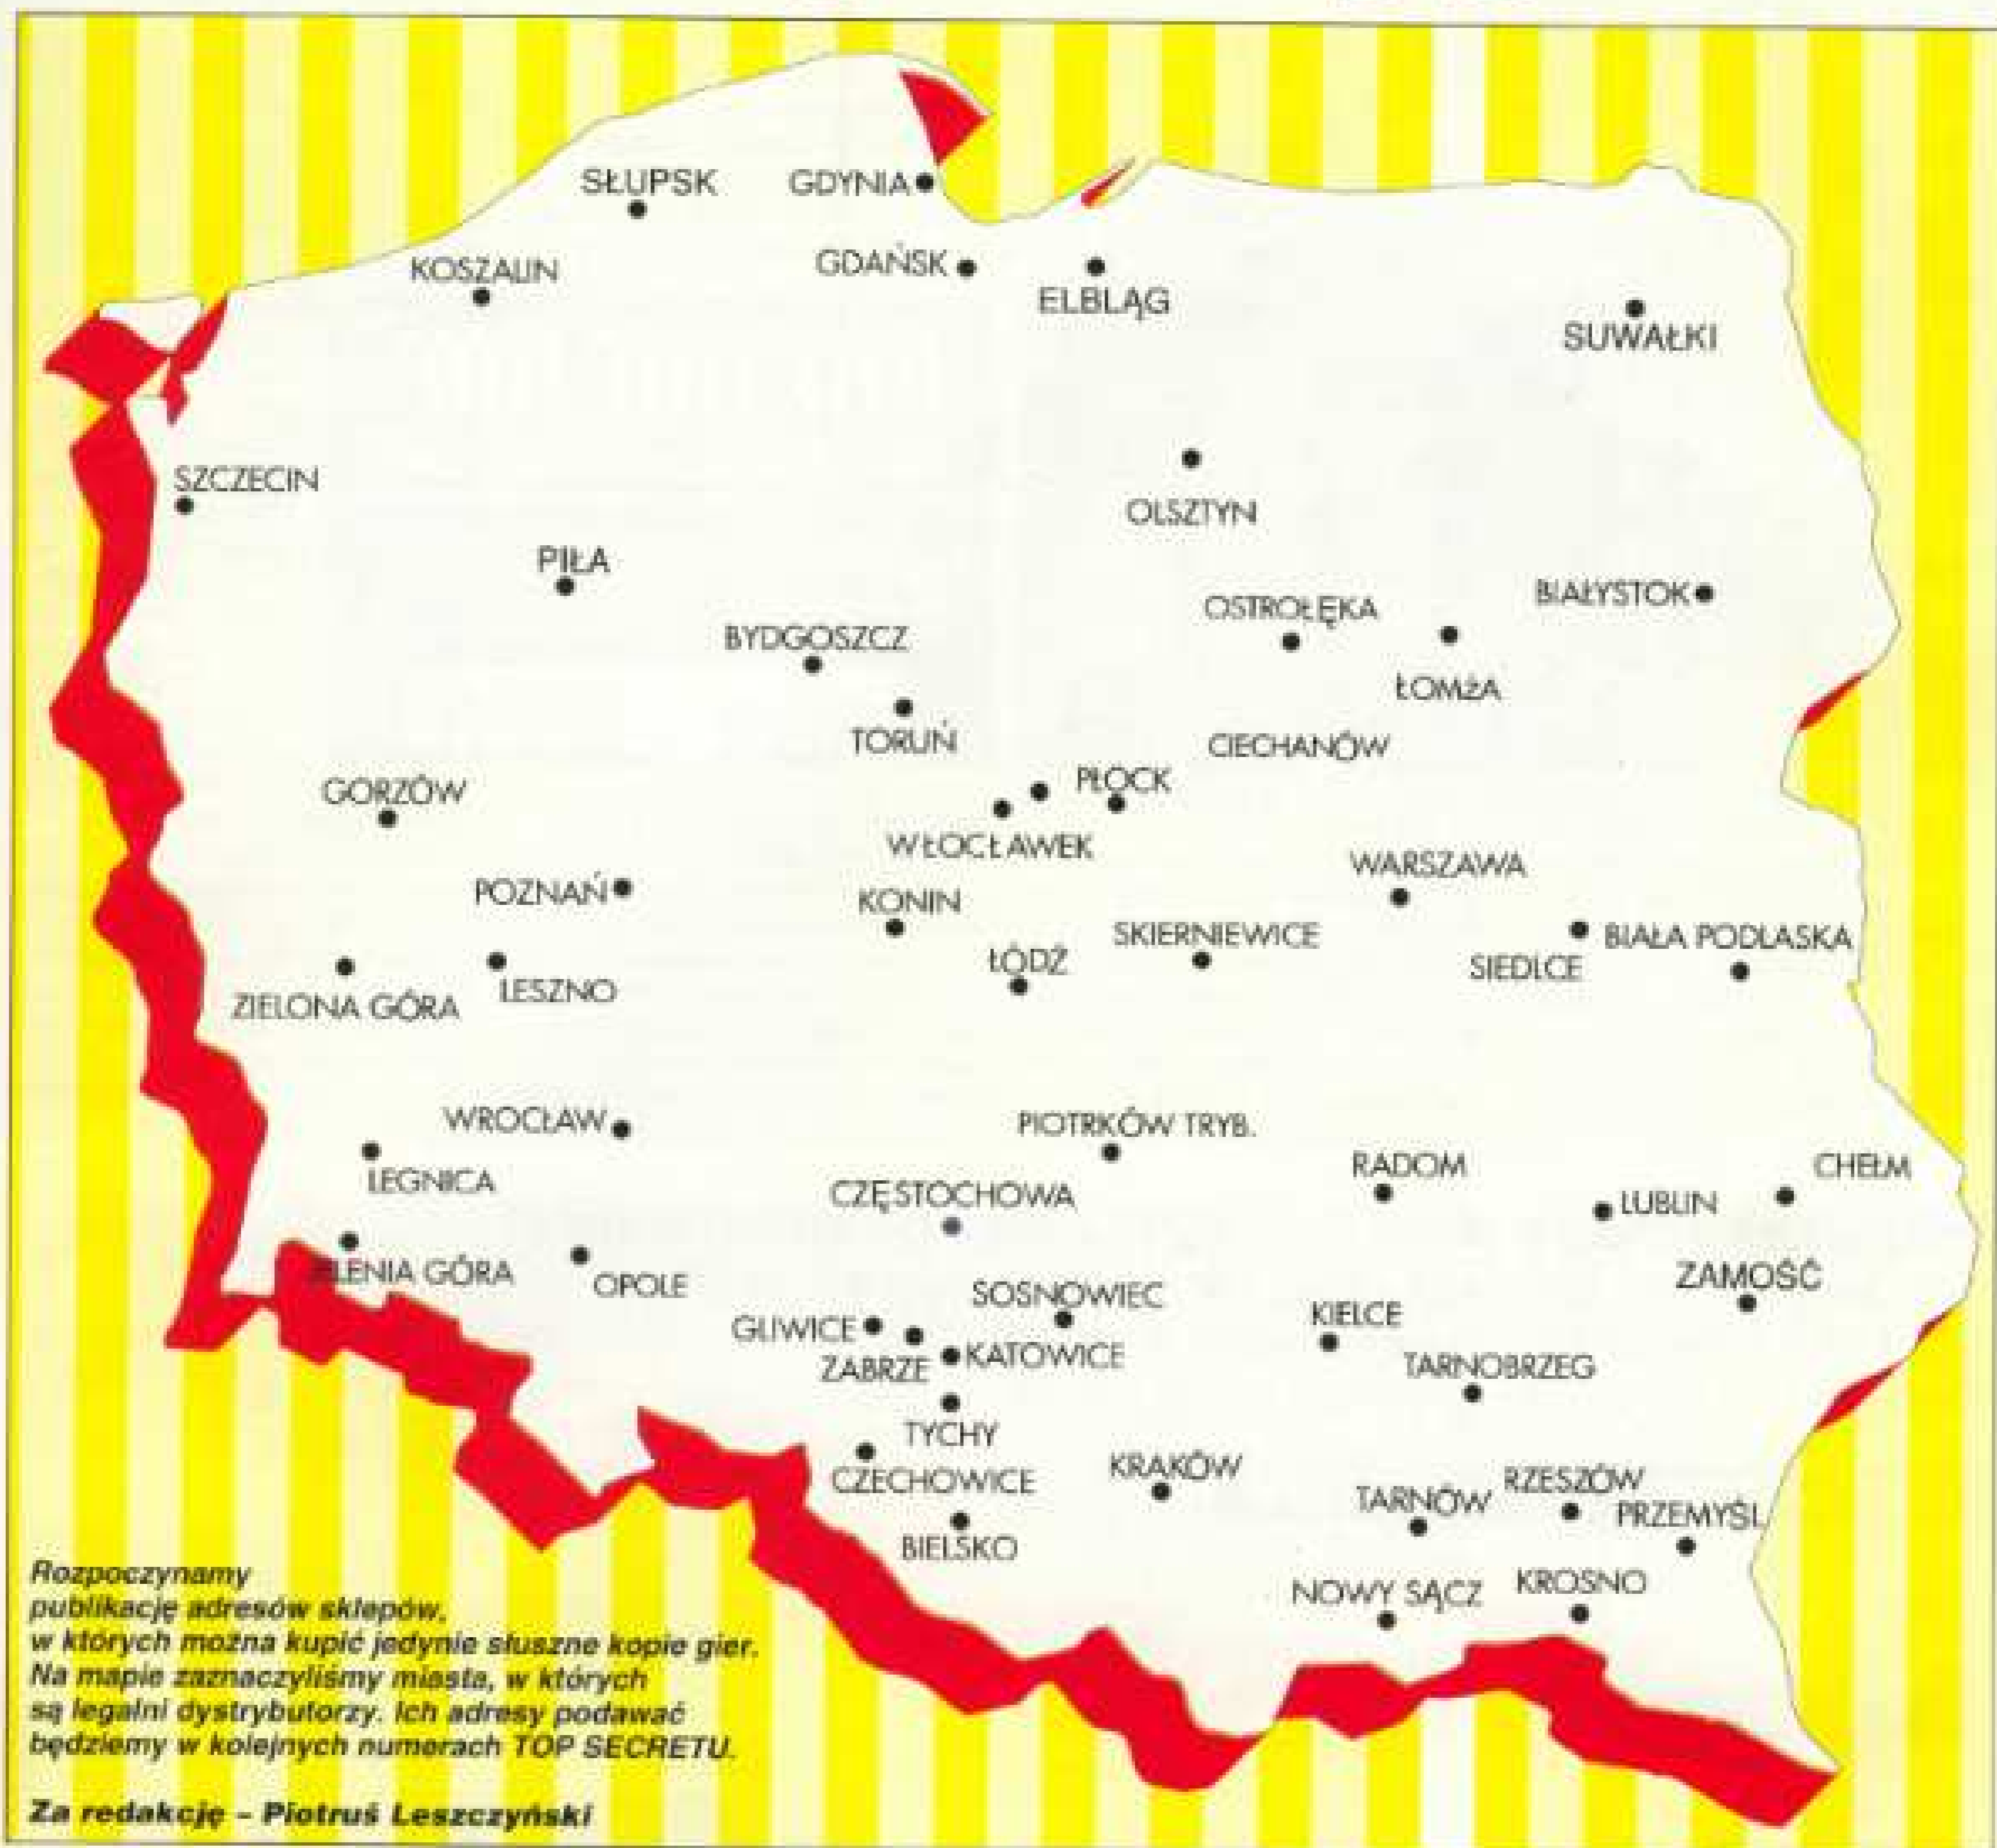 SŁUPSK
GDYNIA
KOSZALIN
GDAŃSK
ELBLĄG
SUWAŁKI
SZCZECIN
OLSZTYN
PIŁA
BIAŁYSTOK
OSTROŁĘKA
BYDGOSZCZ
ŁOMŻA
TORUŃ
CIECHANÓW
PŁOCK
GORZÓW
WŁOCŁAWEK
WARSZAWA
POZNAŃ
KONIN
SKIERNIEWICE
BIAŁA PODLASKA
ŁÓDŹ
SIEDLCE
LESZNO
ZIELONA GÓRA
WROCŁAW
PIOTRKÓW TRYB.
RADOM
CHEŁM
LEGNICA
CZĘSTOCHOWA
LUBLIN
JELENIA GÓRA
OPOLE
ZAMOŚĆ
SOSNOWIEC
KIELCE
GLIWICE
KATOWICE
ZABRZE
TARNOBRZEG
TYCHY
KRAKÓW
CZECHOWICE
RZESZÓW
TARNÓW
PRZEMYŚL
BIELSKO
KROSNO
NOWY SĄCZ
Rozpoczynamy
publikację adresów sklepów,
w których można kupić jedynie słuszne kopie gier.
Na mapie zaznaczyliśmy miasta, w których
są legalni dystrybutorzy. Ich adresy podawać
będziemy w kolejnych numerach TOP SECRETU.
Za redakcję – Piotruś Leszczyński